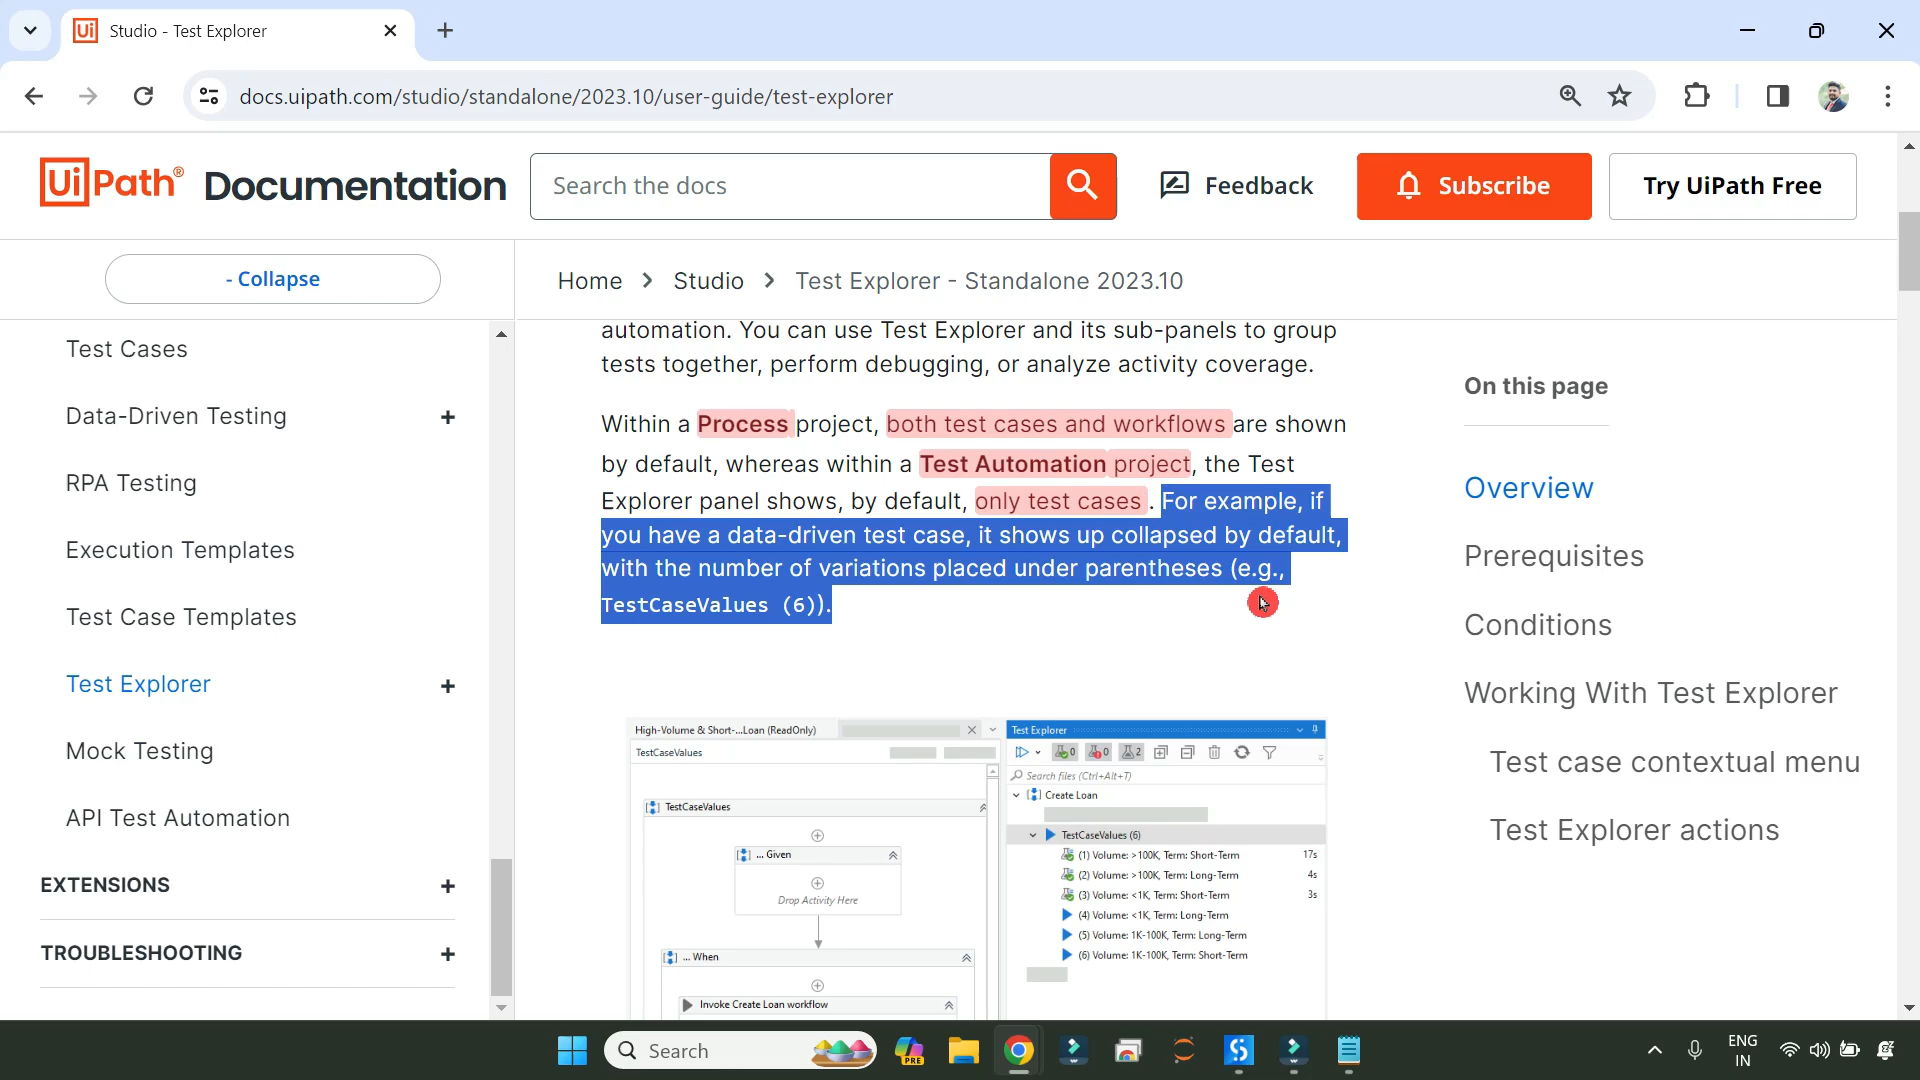 Studio - Test Explorer
docs.uipath.com/studio/standalone/2023.10/user-guide/test-explorer
UiPath® Documentation
Search the docs
Feedback
Subscribe
Try UiPath Free
- Collapse
Home > Studio > Test Explorer - Standalone 2023.10
Test Cases
Data-Driven Testing +
RPA Testing
Execution Templates
Test Case Templates
Test Explorer +
Mock Testing
API Test Automation
EXTENSIONS +
TROUBLESHOOTING +
automation. You can use Test Explorer and its sub-panels to group
tests together, perform debugging, or analyze activity coverage.
Within a Process project, both test cases and workflows are shown
by default, whereas within a Test Automation project, the Test
Explorer panel shows, by default, only test cases . For example, if
you have a data-driven test case, it shows up collapsed by default,
with the number of variations placed under parentheses (e.g.,
TestCaseValues (6)).
High-Volume & Short-...Loan (ReadOnly)
TestCaseValues
TestCaseValues
... Given
Drop Activity Here
... When
Invoke Create Loan workflow
Test Explorer
0 0 2
Search files (Ctrl+Alt+T)
Create Loan
TestCaseValues (6)
(1) Volume: >100K, Term: Short-Term 17s
(2) Volume: >100K, Term: Long-Term 4s
(3) Volume: <1K, Term: Short-Term 3s
(4) Volume: <1K, Term: Long-Term
(5) Volume: 1K-100K, Term: Long-Term
(6) Volume: 1K-100K, Term: Short-Term
On this page
Overview
Prerequisites
Conditions
Working With Test Explorer
Test case contextual menu
Test Explorer actions
Search
PRE
ENG
IN